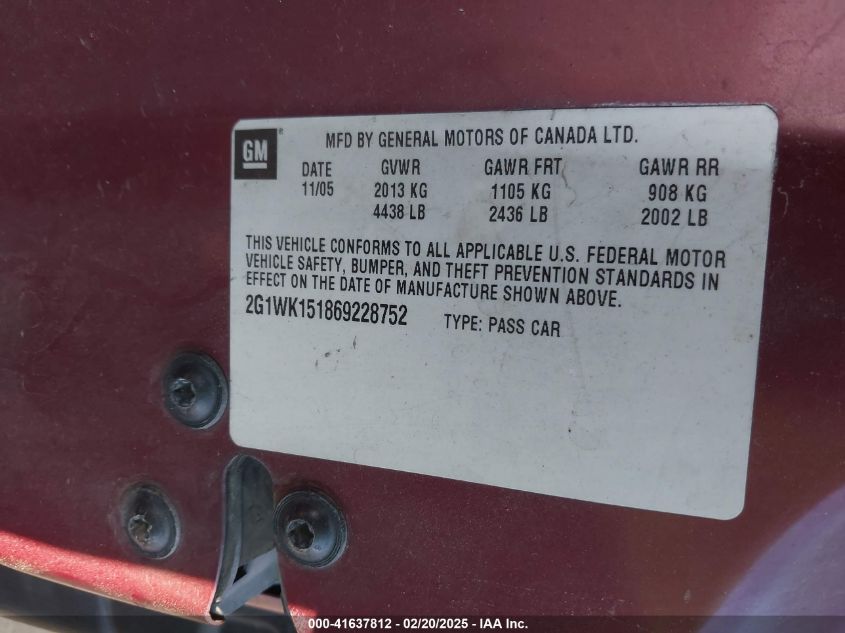 GM ® MFD BY GENERAL MOTORS OF CANADA LTD.
DATE GVWR GAWR FRT GAWR RR
11/05 2013 KG 1105 KG 908 KG
4438 LB 2436 LB 2002 LB
THIS VEHICLE CONFORMS TO ALL APPLICABLE U.S. FEDERAL MOTOR
VEHICLE SAFETY, BUMPER, AND THEFT PREVENTION STANDARDS IN
EFFECT ON THE DATE OF MANUFACTURE SHOWN ABOVE.
2G1WK151869228752 TYPE: PASS CAR
000-41637812 - 02/20/2025 - IAA Inc.